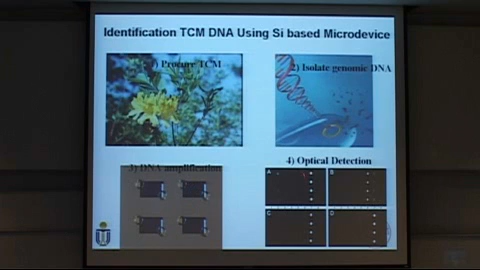 Identification TCM DNA Using Si based Microdevice
1) Procure TCM
2) Isolate genomic DNA
3) DNA amplification
4) Optical Detection
A
B
C
D